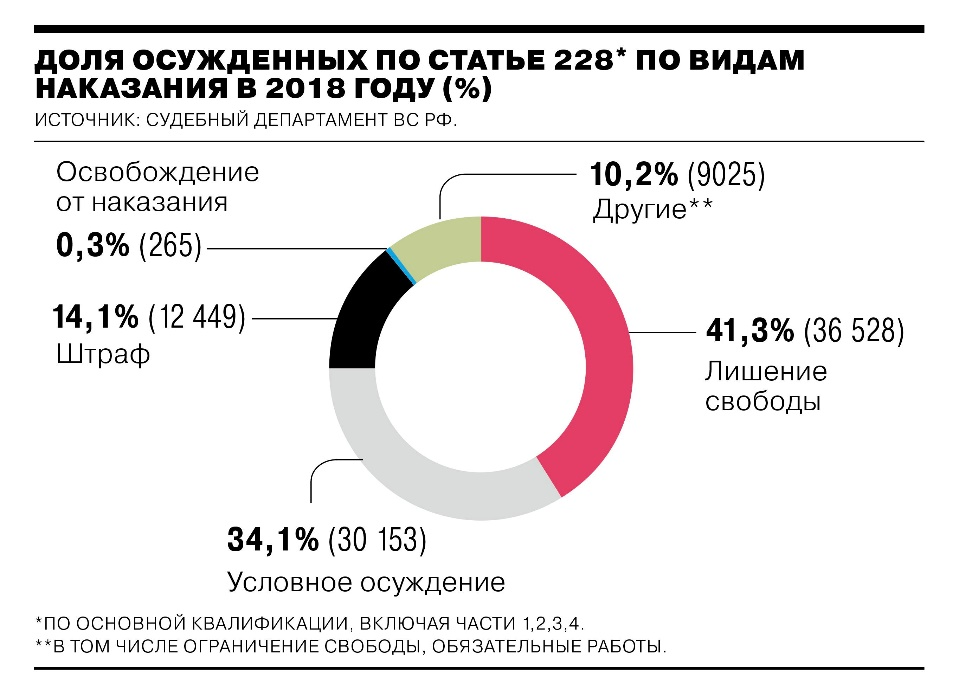 ДОЛЯ ОСУЖДЕННЫХ ПО СТАТЬЕ 228* ПО ВИДАМ
НАКАЗАНИЯ В 2018 ГОДУ (%)
ИСТОЧНИК: СУДЕБНЫЙ ДЕПАРТАМЕНТ ВС РФ.
Освобождение
от наказания
0,3% (265)
10,2% (9025)
Другие**
14,1% (12 449)
Штраф
41,3% (36 528)
Лишение
свободы
34,1% (30 153)
Условное осуждение
*ПО ОСНОВНОЙ КВАЛИФИКАЦИИ, ВКЛЮЧАЯ ЧАСТИ 1,2,3,4.
**В ТОМ ЧИСЛЕ ОГРАНИЧЕНИЕ СВОБОДЫ, ОБЯЗАТЕЛЬНЫЕ РАБОТЫ.